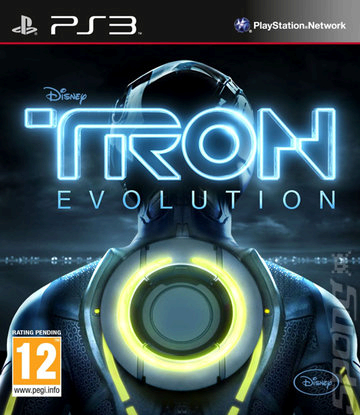 PS3
PlayStation®Network
Disney
TRON
EVOLUTION
RATING PENDING
12
www.pegi.info
Disney